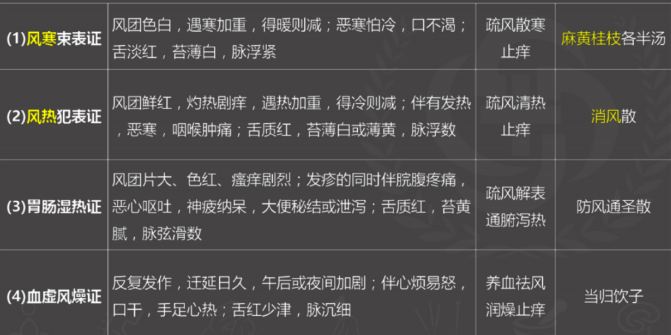 (1)风寒束表证
风团色白，遇寒加重，得暖则减；恶寒怕冷，口不渴；
舌淡红，苔薄白，脉浮紧
疏风散寒
止痒
麻黄桂枝各半汤
(2)风热犯表证
风团鲜红，灼热剧痒，遇热加重，得冷则减；伴有发热
，恶寒，咽喉肿痛；舌质红，苔薄白或薄黄，脉浮数
疏风清热
止痒
消风散
(3)胃肠湿热证
风团片大、色红、瘙痒剧烈；发疹的同时伴脘腹疼痛，
恶心呕吐，神疲纳呆，大便秘结或泄泻；舌质红，苔黄
腻，脉弦滑数
疏风解表
通腑泻热
防风通圣散
(4)血虚风燥证
反复发作，迁延日久，午后或夜间加剧；伴心烦易怒，
口干，手足心热；舌红少津，脉沉细
养血祛风
润燥止痒
当归饮子